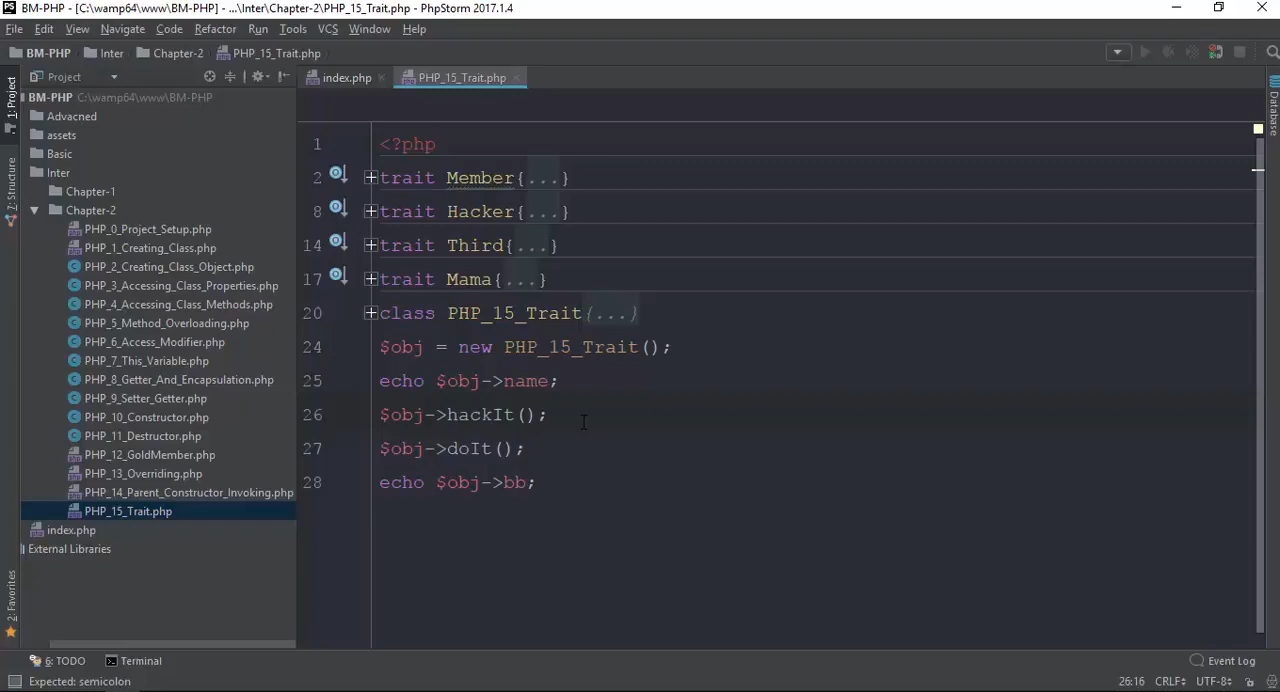 BM-PHP - [C:\wamp64\www\BM-PHP] - ...\Inter\Chapter-2\PHP_15_Trait.php - PhpStorm 2017.1.4
File Edit View Navigate Code Refactor Run Tools VCS Window Help
BM-PHP Inter Chapter-2 PHP_15_Trait.php
Project
index.php PHP_15_Trait.php
1: Project
Z: Structure
2: Favorites
Database
BM-PHP C:\wamp64\www\BM-PHP
Advacned
assets
Basic
Inter
Chapter-1
Chapter-2
PHP_0_Project_Setup.php
PHP_1_Creating_Class.php
PHP_2_Creating_Class_Object.php
PHP_3_Accessing_Class_Properties.php
PHP_4_Accessing_Class_Methods.php
PHP_5_Method_Overloading.php
PHP_6_Access_Modifier.php
PHP_7_This_Variable.php
PHP_8_Getter_And_Encapsulation.php
PHP_9_Setter_Getter.php
PHP_10_Constructor.php
PHP_11_Destructor.php
PHP_12_GoldMember.php
PHP_13_Overriding.php
PHP_14_Parent_Constructor_Invoking.php
PHP_15_Trait.php
index.php
External Libraries
1 <?php
2 trait Member{...}
8 trait Hacker{...}
14 trait Third{...}
17 trait Mama{...}
20 class PHP_15_Trait{...}
24 $obj = new PHP_15_Trait();
25 echo $obj->name;
26 $obj->hackIt();
27 $obj->doIt();
28 echo $obj->bb;
6: TODO Terminal Event Log
Expected: semicolon 26:16 CRLF UTF-8